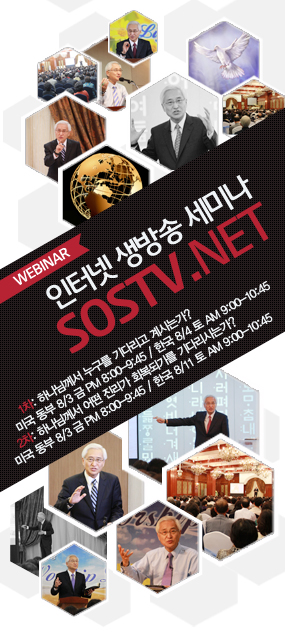 WEBINAR
인터넷 생방송 세미나
SOSTV.NET
1차: 하나님께서 누구를 기다리고 계시는가?
미국 동부 8/3 금 PM 8:00-9:45 / 한국 8/4 토 AM 9:00-10:45
2차: 하나님께서 어떤 진리가 회복되기를 기다리시는가?
미국 동부 8/3 금 PM 8:00-9:45 / 한국 8/11 토 AM 9:00-10:45